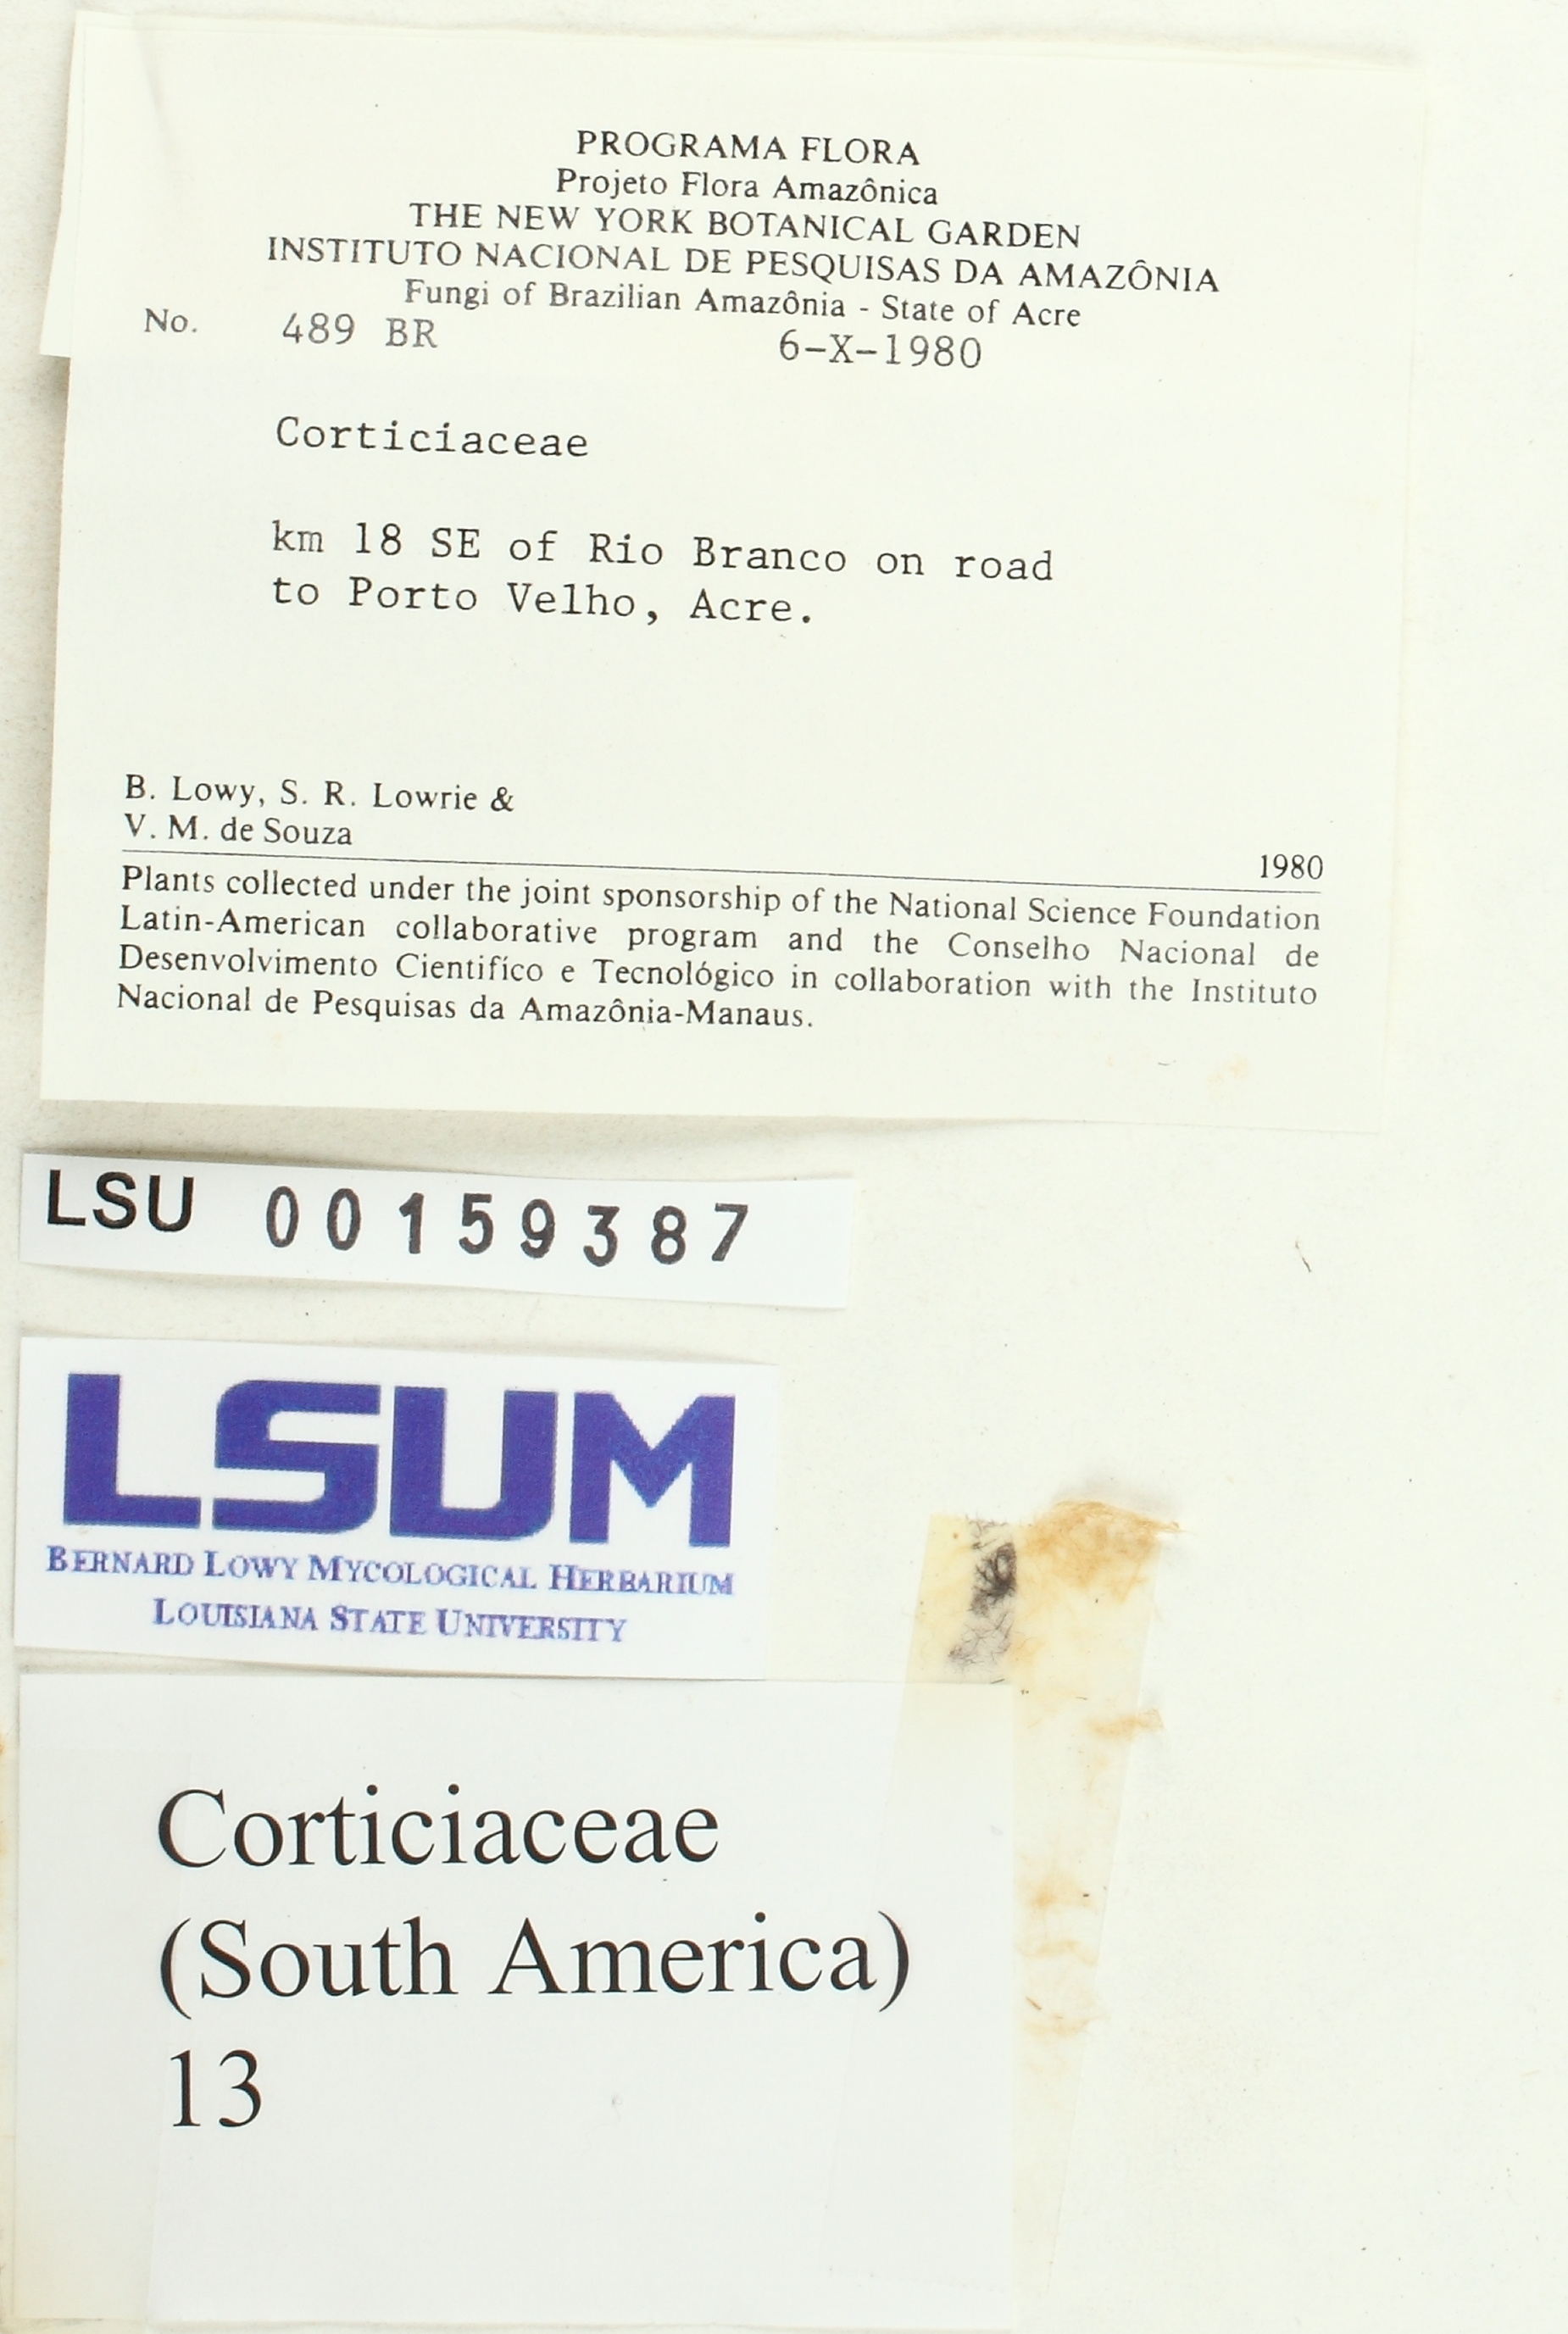 PROGRAMA FLORA
Projeto Flora Amazônica
THE NEW YORK BOTANICAL GARDEN
INSTITUTO NACIONAL DE PESQUISAS DA AMAZÔNIA
Fungi of Brazilian Amazônia - State of Acre
No. 489 BR 6-X-1980
Corticiaceae
km 18 SE of Rio Branco on road
to Porto Velho, Acre.
B. Lowy, S. R. Lowrie &
V. M. de Souza
1980
Plants collected under the joint sponsorship of the National Science Foundation
Latin-American collaborative program and the Conselho Nacional de
Desenvolvimento Cientifíco e Tecnológico in collaboration with the Instituto
Nacional de Pesquisas da Amazônia-Manaus.
LSU 00159387
LSUM
BERNARD LOWY MYCOLOGICAL HERBARIUM
LOUISIANA STATE UNIVERSITY
Corticiaceae
(South America)
13